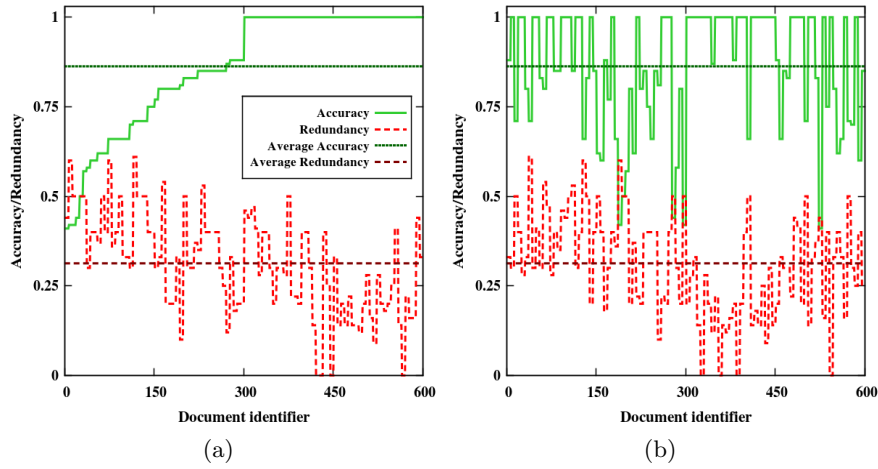 1
0.75
0.5
0.25
0
Accuracy/Redundancy
0 150 300 450 600
Document identifier
Accuracy
Redundancy
Average Accuracy
Average Redundancy
(a)
1
0.75
0.5
0.25
0
Accuracy/Redundancy
0 150 300 450 600
Document identifier
(b)